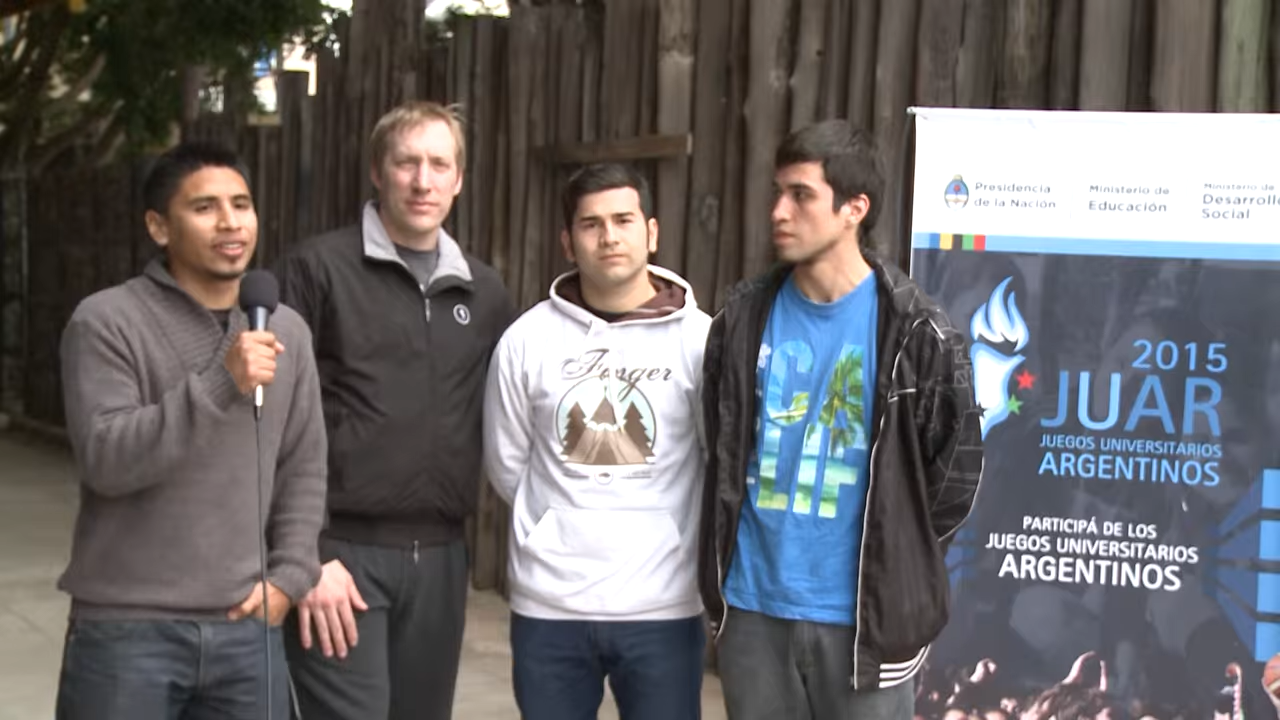 Presidencia
de la Nación
Ministerio de
Educación
Ministerio de
Desarrollo
Social
2015
JUAR
JUEGOS UNIVERSITARIOS
ARGENTINOS
PARTICIPÁ DE LOS
JUEGOS UNIVERSITARIOS
ARGENTINOS